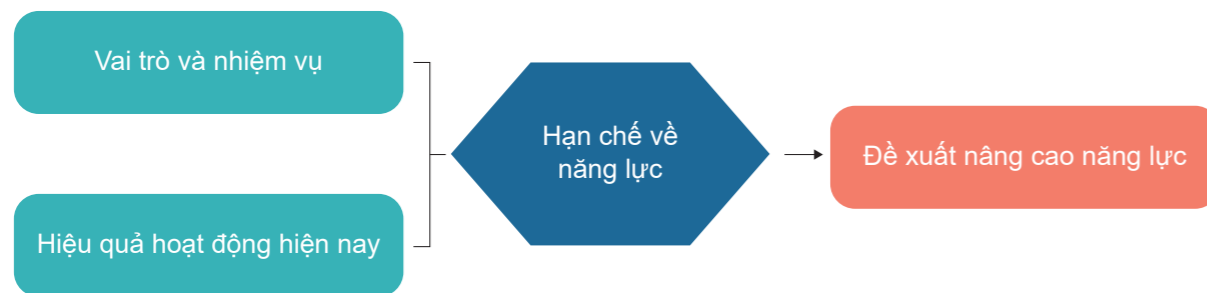 Vai trò và nhiệm vụ
Hiệu quả hoạt động hiện nay
Hạn chế về
năng lực
Đề xuất nâng cao năng lực